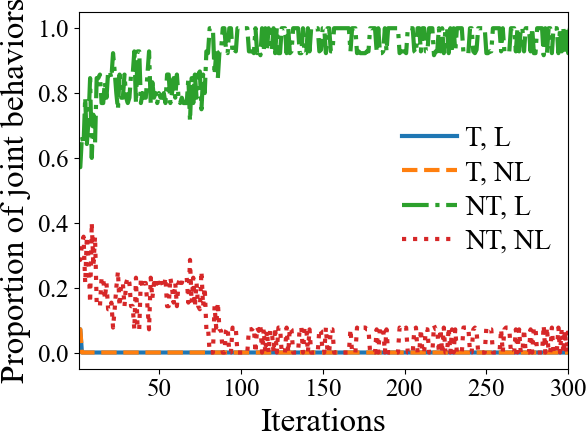 Proportion of joint behaviors
1.0
0.8
0.6
0.4
0.2
0.0
T, L
T, NL
NT, L
NT, NL
50 100 150 200 250 300
Iterations